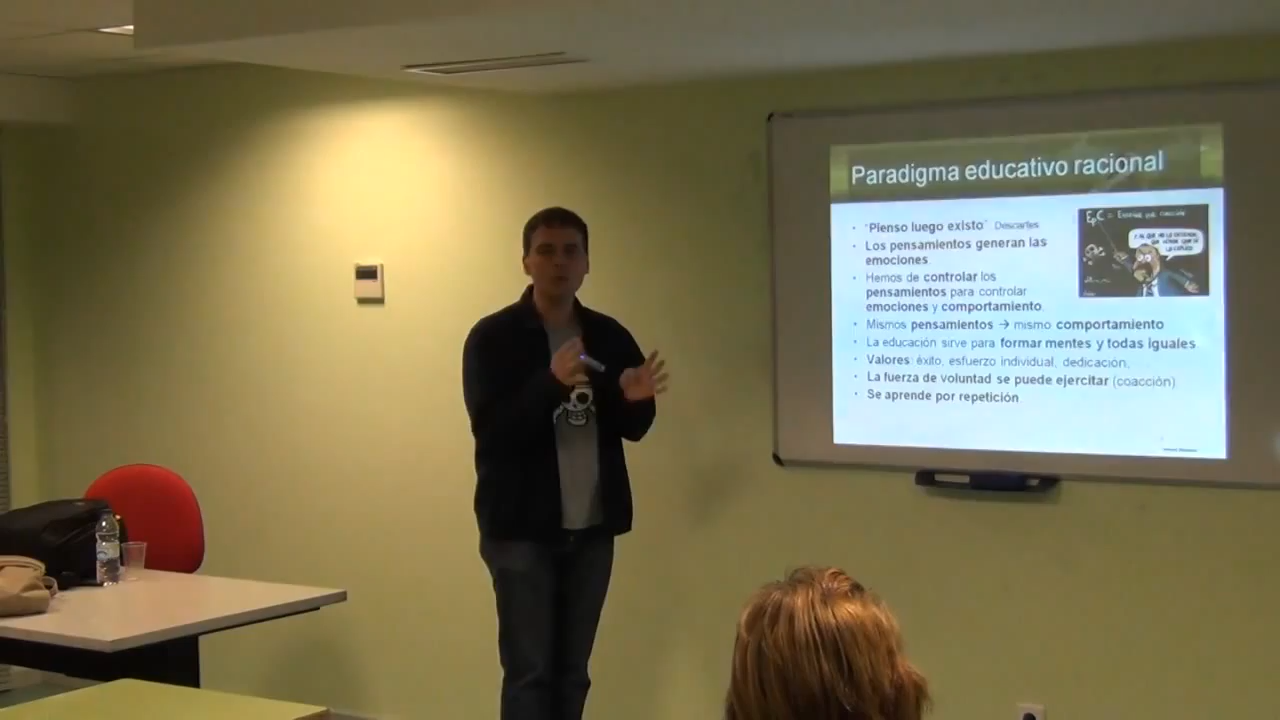 Paradigma educativo racional
• "Pienso luego existo" Descartes
• Los pensamientos generan las
emociones
• Hemos de controlar los
pensamientos para controlar
emociones y comportamiento.
• Mismos pensamientos → mismo comportamiento
• La educación sirve para formar mentes y todas iguales.
• Valores: éxito, esfuerzo individual, dedicación,
• La fuerza de voluntad se puede ejercitar (coacción)
• Se aprende por repetición
EpC =